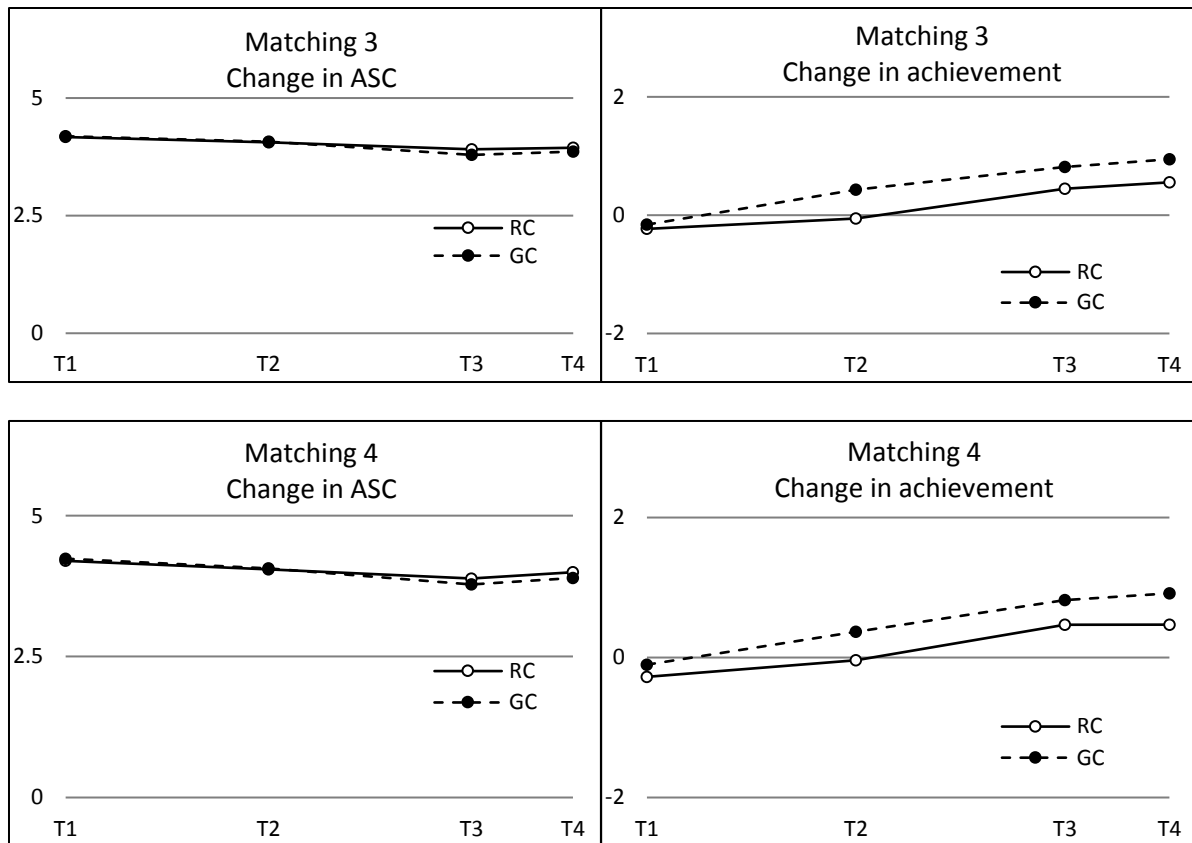 Matching 3
Change in ASC
5
2.5
0
RC
GC
T1 T2 T3 T4
Matching 3
Change in achievement
2
0
-2
RC
GC
T1 T2 T3 T4
Matching 4
Change in ASC
5
2.5
0
RC
GC
T1 T2 T3 T4
Matching 4
Change in achievement
2
0
-2
RC
GC
T1 T2 T3 T4